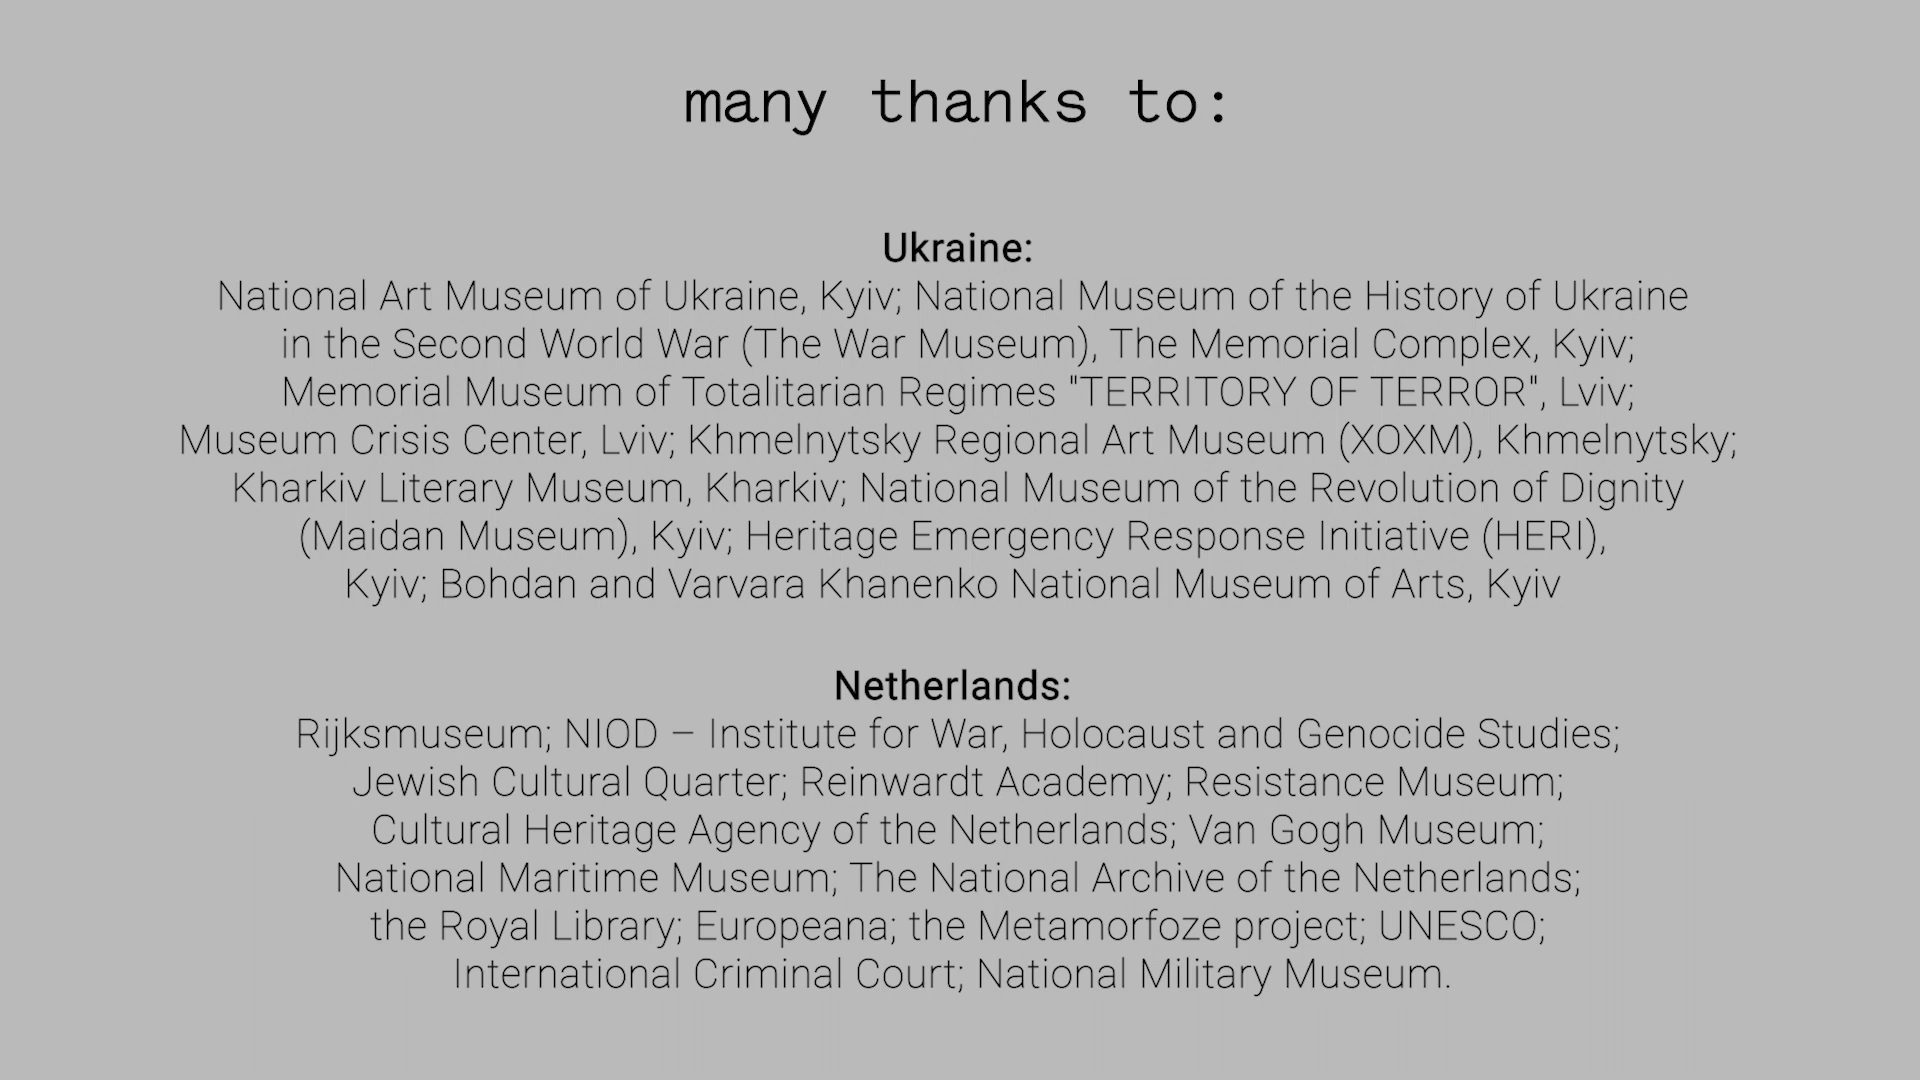 many thanks to:
Ukraine:
National Art Museum of Ukraine, Kyiv; National Museum of the History of Ukraine
in the Second World War (The War Museum), The Memorial Complex, Kyiv;
Memorial Museum of Totalitarian Regimes "TERRITORY OF TERROR", Lviv;
Museum Crisis Center, Lviv; Khmelnytsky Regional Art Museum (XOXM), Khmelnytsky;
Kharkiv Literary Museum, Kharkiv; National Museum of the Revolution of Dignity
(Maidan Museum), Kyiv; Heritage Emergency Response Initiative (HERI),
Kyiv; Bohdan and Varvara Khanenko National Museum of Arts, Kyiv
Netherlands:
Rijksmuseum; NIOD – Institute for War, Holocaust and Genocide Studies;
Jewish Cultural Quarter; Reinwardt Academy; Resistance Museum;
Cultural Heritage Agency of the Netherlands; Van Gogh Museum;
National Maritime Museum; The National Archive of the Netherlands;
the Royal Library; Europeana; the Metamorfoze project; UNESCO;
International Criminal Court; National Military Museum.